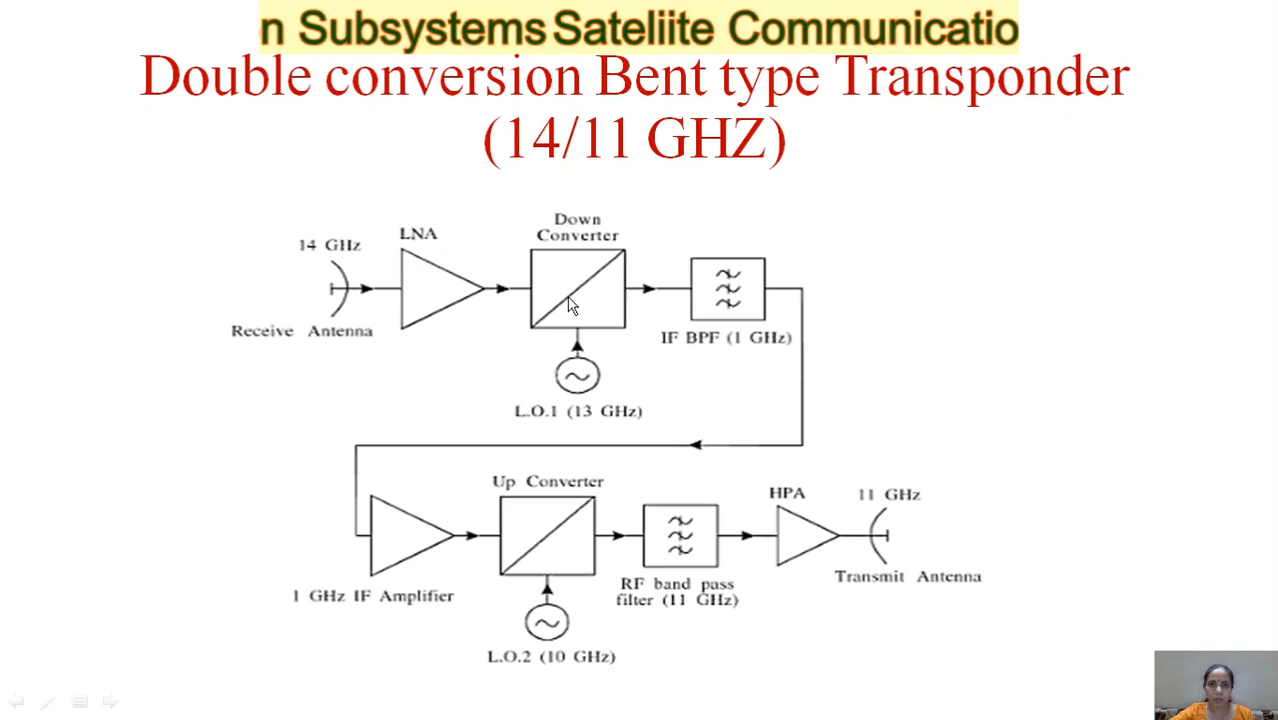 n Subsystems Sateliite Communicatio
Double conversion Bent type Transponder
(14/11 GHZ)
Down
Converter
LNA
14 GHz
Receive Antenna
IF BPF (1 GHz)
L.O.1 (13 GHz)
Up Converter
HPA
11 GHz
Transmit Antenna
RF band pass
filter (11 GHz)
1 GHz IF Amplifier
L.O.2 (10 GHz)